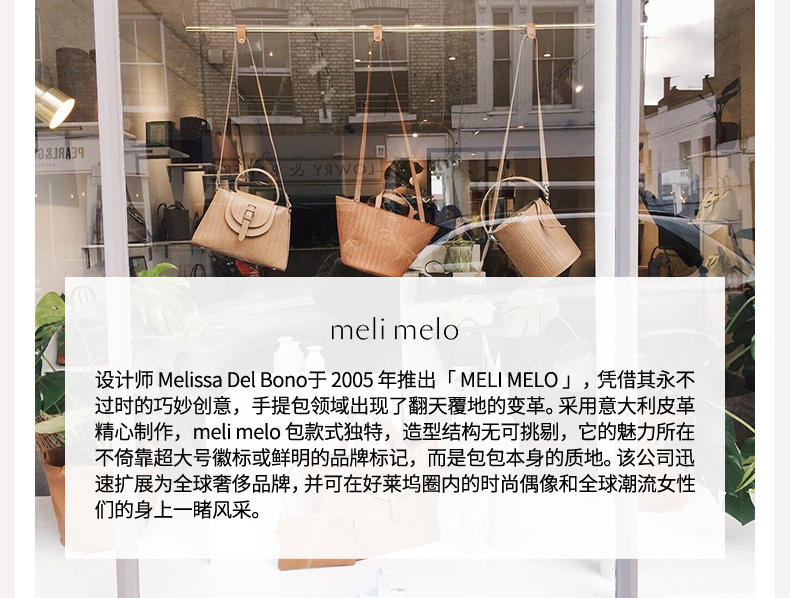 meli melo
设计师 Melissa Del Bono于 2005 年推出「 MELI MELO 」，凭借其永不
过时的巧妙创意，手提包领域出现了翻天覆地的变革。采用意大利皮革
精心制作，meli melo 包款式独特，造型结构无可挑剔，它的魅力所在
不倚靠超大号徽标或鲜明的品牌标记，而是包包本身的质地。该公司迅
速扩展为全球奢侈品牌，并可在好莱坞圈内的时尚偶像和全球潮流女性
们的身上一睹风采。